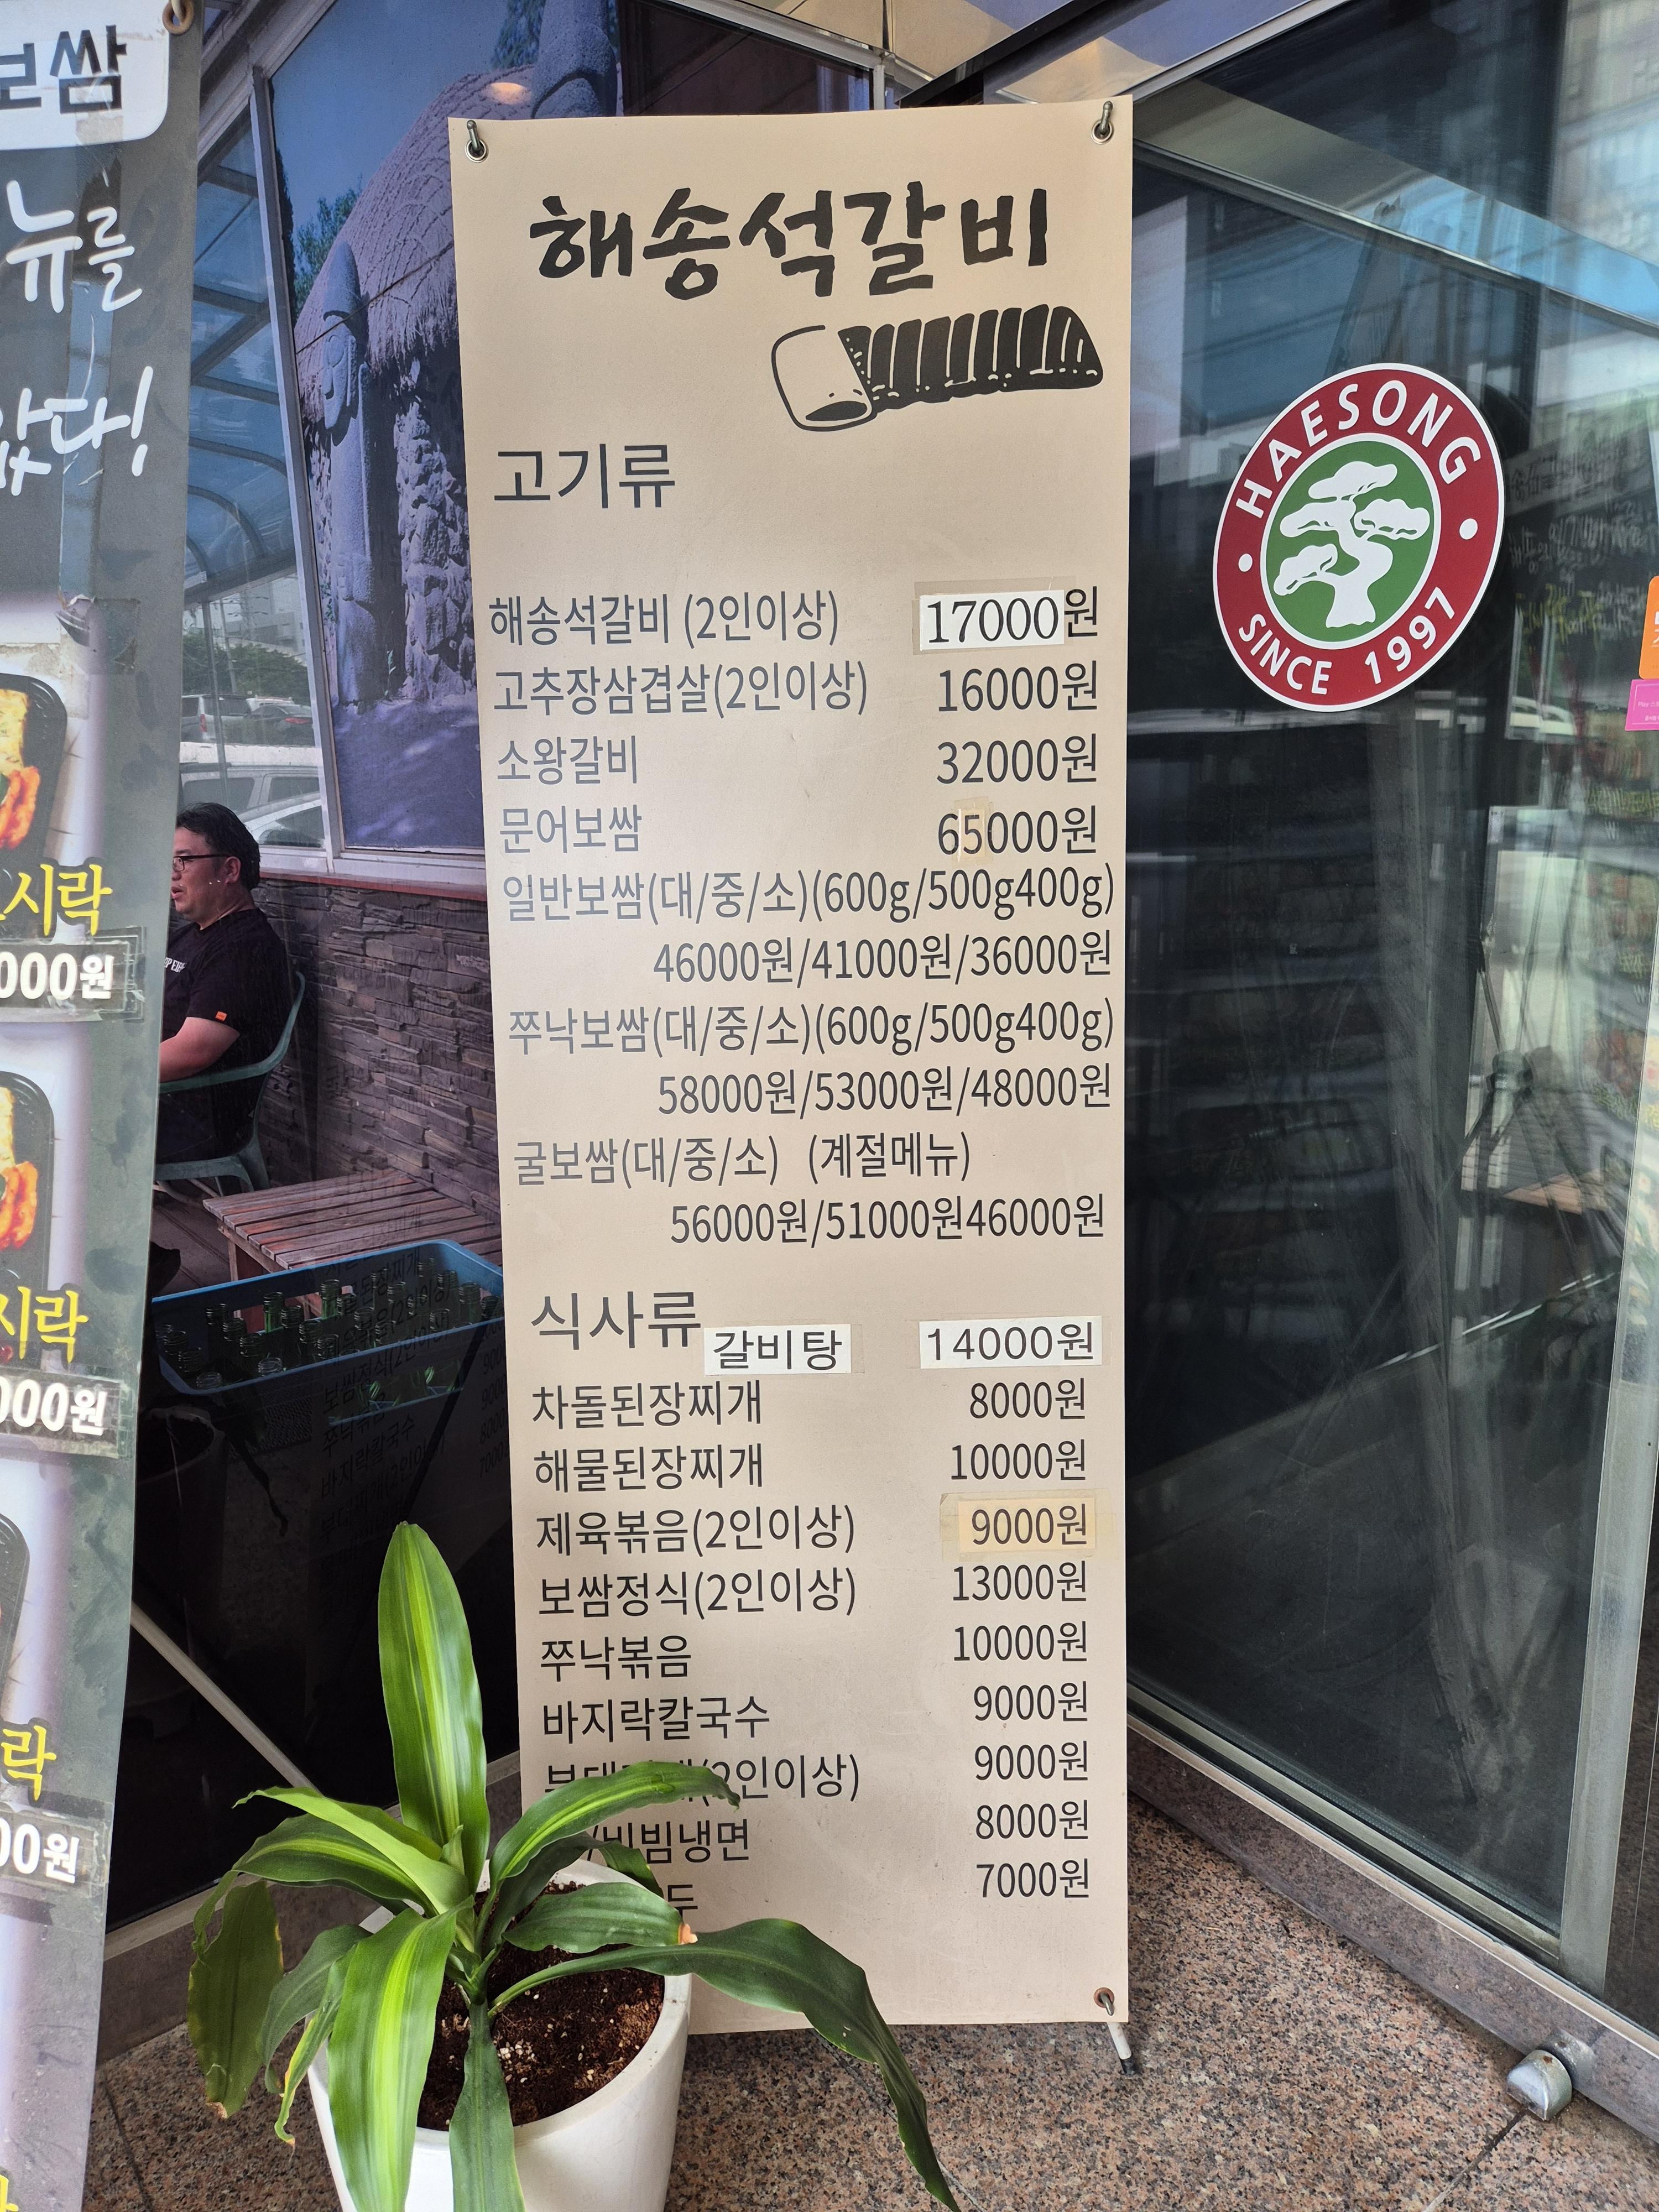 보쌈
뉴를
았다!
시락
000원
시락
000원
락
00원
해송석갈비
고기류
해송석갈비 (2인이상) 17000원
고추장삼겹살(2인이상) 16000원
소왕갈비 32000원
문어보쌈 65000원
일반보쌈(대/중/소)(600g/500g400g)
46000원/41000원/36000원
쭈낙보쌈(대/중/소)(600g/500g400g)
58000원/53000원/48000원
굴보쌈(대/중/소) (계절메뉴)
56000원/51000원46000원
식사류
갈비탕 14000원
차돌된장찌개 8000원
해물된장찌개 10000원
제육볶음(2인이상) 9000원
보쌈정식(2인이상) 13000원
쭈낙볶음 10000원
바지락칼국수 9000원
(2인이상) 9000원
/비빔냉면 8000원
두 7000원
HAESONG
SINCE 1997